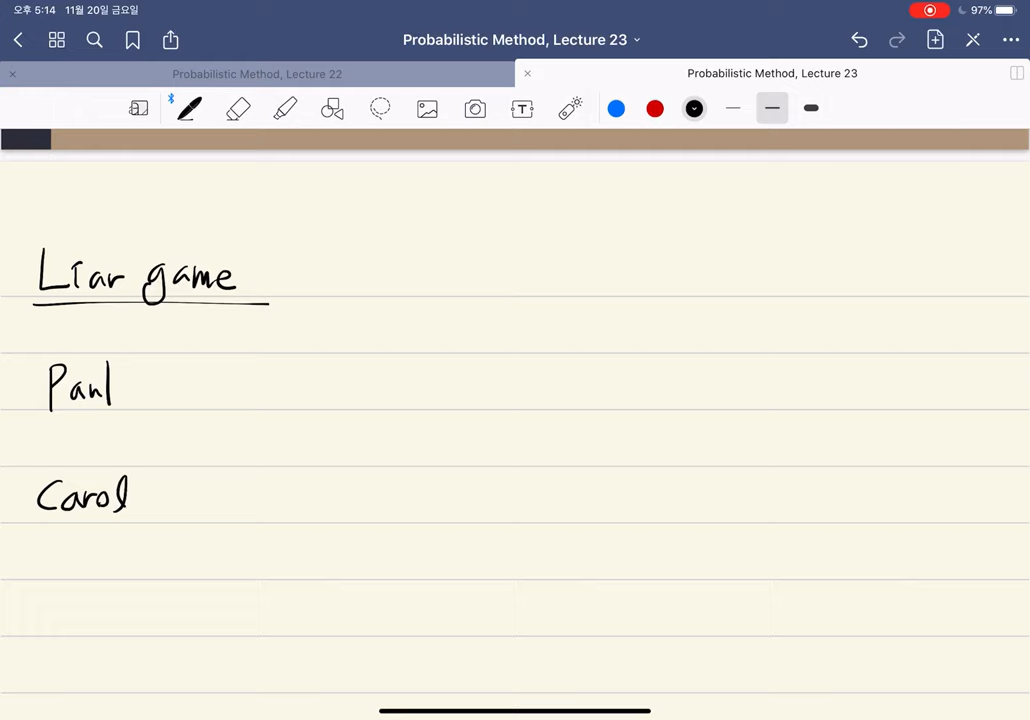 오후 5:14 11월 20일 금요일
97%
Probabilistic Method, Lecture 23
Probabilistic Method, Lecture 22
Probabilistic Method, Lecture 23
T
Liar game
Paul
Carol